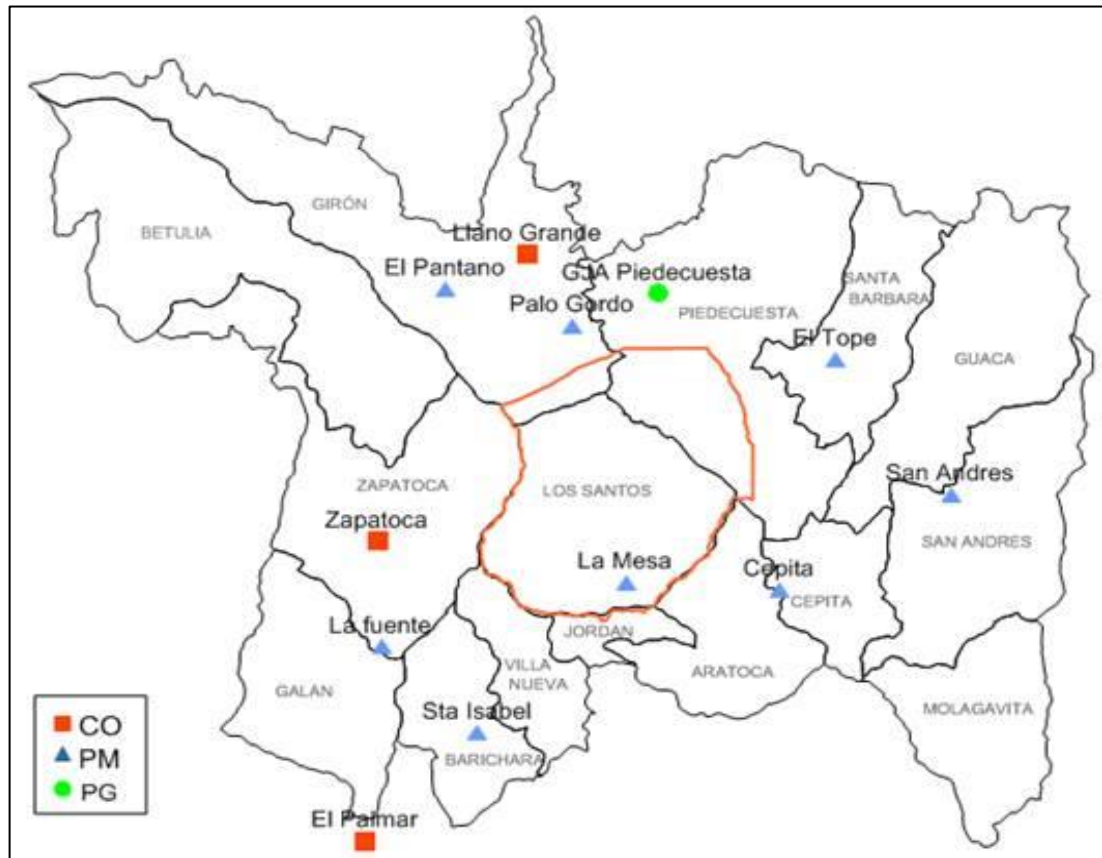 GIRÓN
BETULIA
Llano Grande
El Pantano
GJA Piedecuesta
Palo Gordo
PIEDECUESTA
SANTA
BARBARA
El Tope
GUACA
ZAPATOCA
LOS SANTOS
San Andres
Zapatoca
SAN ANDRES
La Mesa
Cepita
CEPITA
La fuente
JORDAN
ARATOCA
VILLA
NUEVA
GALAN
MOLAGAVITA
Sta Isabel
BARICHARA
El Palmar
CO
PM
PG